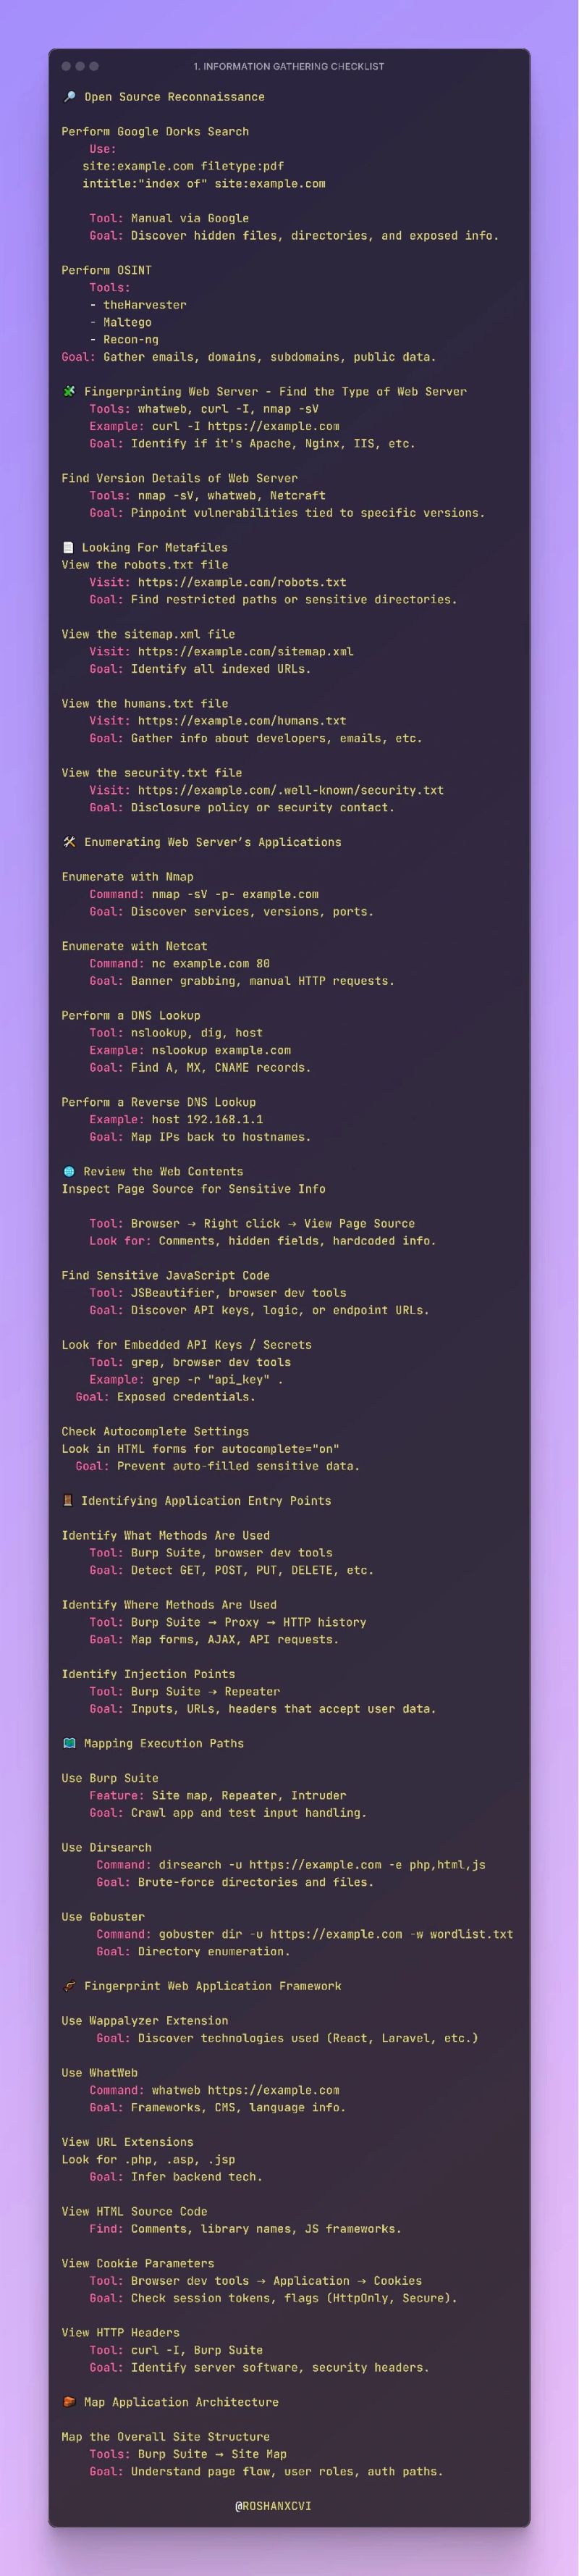 1. INFORMATION GATHERING CHECKLIST
🔎 Open Source Reconnaissance
Perform Google Dorks Search
Use:
site:example.com filetype:pdf
intitle:"index of" site:example.com
Tool: Manual via Google
Goal: Discover hidden files, directories, and exposed info.
Perform OSINT
Tools:
- theHarvester
- Maltego
- Recon-ng
Goal: Gather emails, domains, subdomains, public data.
🧩 Fingerprinting Web Server - Find the Type of Web Server
Tools: whatweb, curl -I, nmap -sV
Example: curl -I https://example.com
Goal: Identify if it's Apache, Nginx, IIS, etc.
Find Version Details of Web Server
Tools: nmap -sV, whatweb, Netcraft
Goal: Pinpoint vulnerabilities tied to specific versions.
📄 Looking For Metafiles
View the robots.txt file
Visit: https://example.com/robots.txt
Goal: Find restricted paths or sensitive directories.
View the sitemap.xml file
Visit: https://example.com/sitemap.xml
Goal: Identify all indexed URLs.
View the humans.txt file
Visit: https://example.com/humans.txt
Goal: Gather info about developers, emails, etc.
View the security.txt file
Visit: https://example.com/.well-known/security.txt
Goal: Disclosure policy or security contact.
🛠 Enumerating Web Server's Applications
Enumerate with Nmap
Command: nmap -sV -p- example.com
Goal: Discover services, versions, ports.
Enumerate with Netcat
Command: nc example.com 80
Goal: Banner grabbing, manual HTTP requests.
Perform a DNS Lookup
Tool: nslookup, dig, host
Example: nslookup example.com
Goal: Find A, MX, CNAME records.
Perform a Reverse DNS Lookup
Example: host 192.168.1.1
Goal: Map IPs back to hostnames.
🌐 Review the Web Contents
Inspect Page Source for Sensitive Info
Tool: Browser → Right click → View Page Source
Look for: Comments, hidden fields, hardcoded info.
Find Sensitive JavaScript Code
Tool: JSBeautifier, browser dev tools
Goal: Discover API keys, logic, or endpoint URLs.
Look for Embedded API Keys / Secrets
Tool: grep, browser dev tools
Example: grep -r "api_key" .
Goal: Exposed credentials.
Check Autocomplete Settings
Look in HTML forms for autocomplete="on"
Goal: Prevent auto-filled sensitive data.
🚪 Identifying Application Entry Points
Identify What Methods Are Used
Tool: Burp Suite, browser dev tools
Goal: Detect GET, POST, PUT, DELETE, etc.
Identify Where Methods Are Used
Tool: Burp Suite → Proxy → HTTP history
Goal: Map forms, AJAX, API requests.
Identify Injection Points
Tool: Burp Suite → Repeater
Goal: Inputs, URLs, headers that accept user data.
🗺 Mapping Execution Paths
Use Burp Suite
Feature: Site map, Repeater, Intruder
Goal: Crawl app and test input handling.
Use Dirsearch
Command: dirsearch -u https://example.com -e php,html,js
Goal: Brute-force directories and files.
Use Gobuster
Command: gobuster dir -u https://example.com -w wordlist.txt
Goal: Directory enumeration.
Fingerprint Web Application Framework
Use Wappalyzer Extension
Goal: Discover technologies used (React, Laravel, etc.)
Use WhatWeb
Command: whatweb https://example.com
Goal: Frameworks, CMS, language info.
View URL Extensions
Look for .php, .asp, .jsp
Goal: Infer backend tech.
View HTML Source Code
Find: Comments, library names, JS frameworks.
View Cookie Parameters
Tool: Browser dev tools → Application → Cookies
Goal: Check session tokens, flags (HttpOnly, Secure).
View HTTP Headers
Tool: curl -I, Burp Suite
Goal: Identify server software, security headers.
🧱 Map Application Architecture
Map the Overall Site Structure
Tools: Burp Suite → Site Map
Goal: Understand page flow, user roles, auth paths.
@ROSHANXCVI